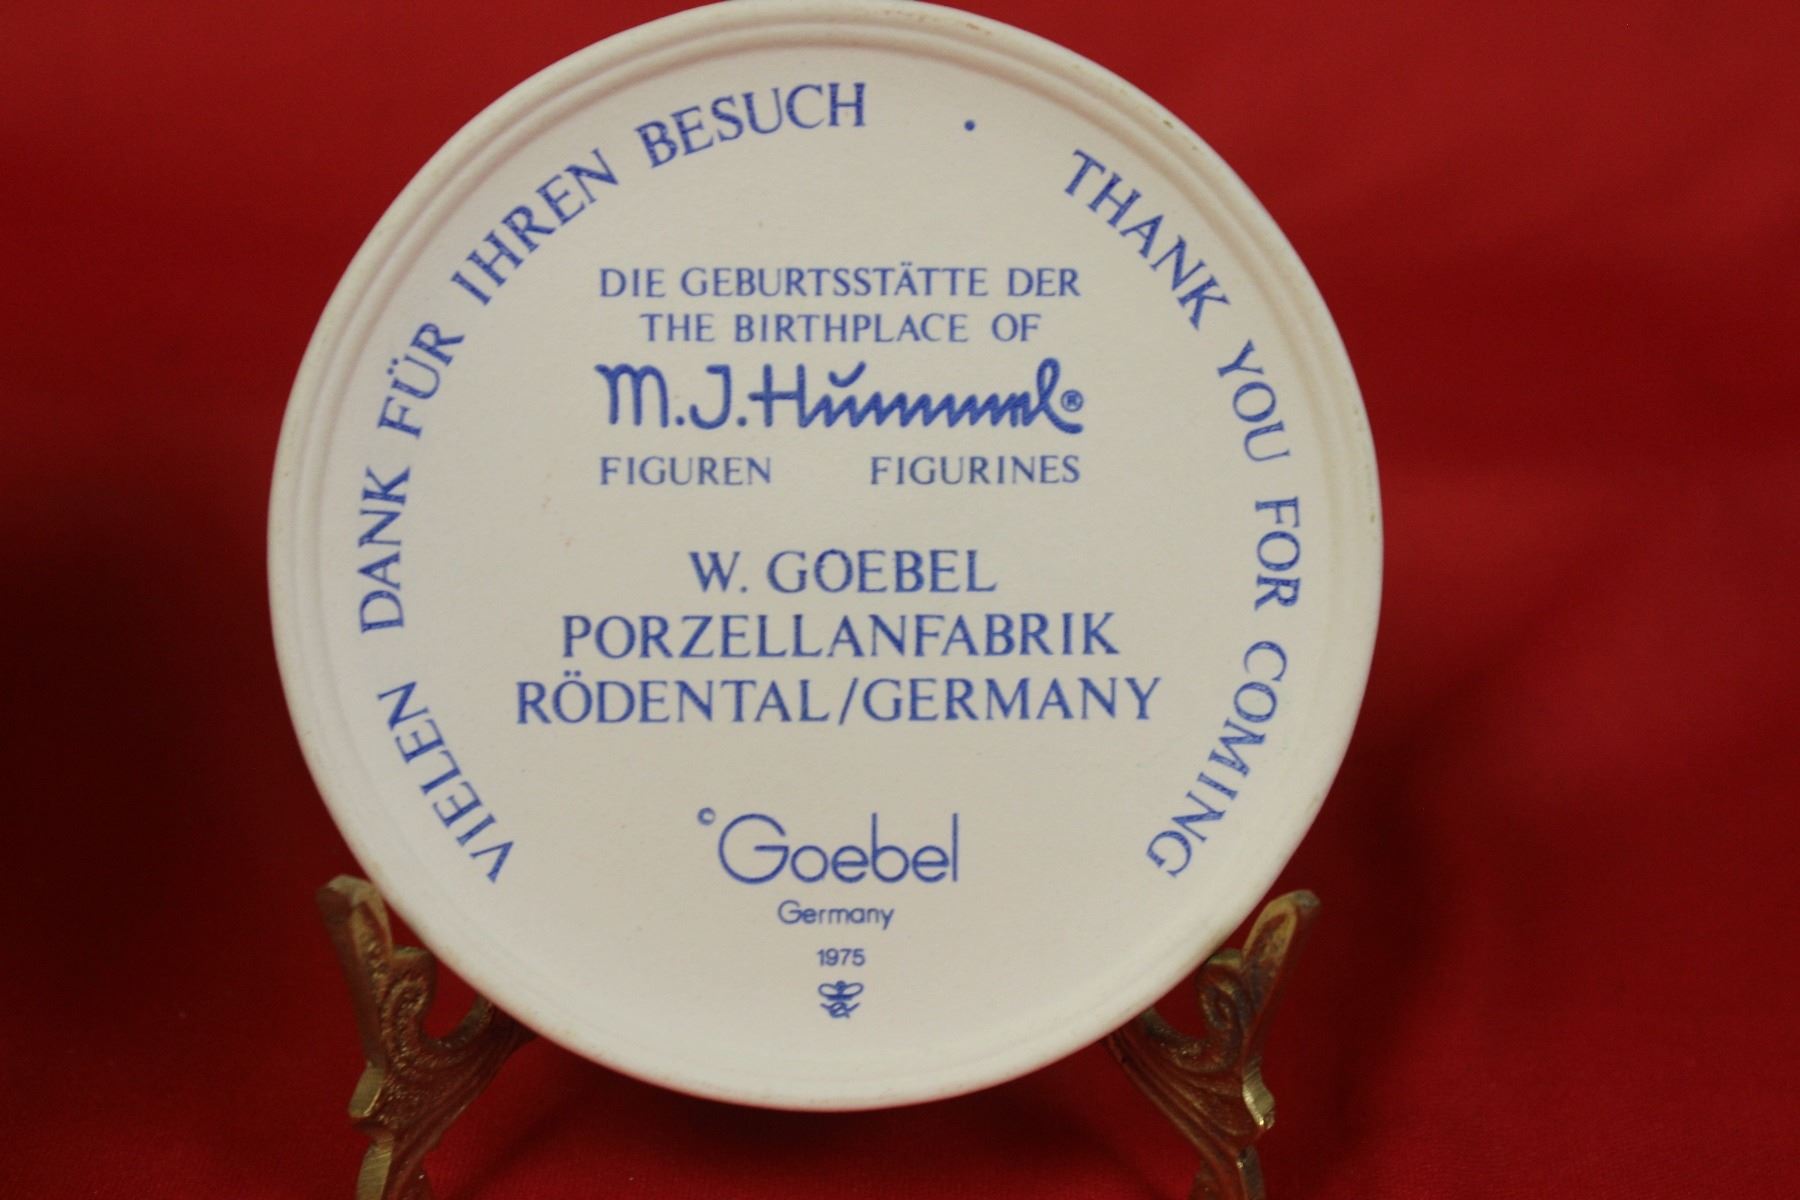 VIELEN DANK FÜR IHREN BESUCH · THANK YOU FOR COMING
DIE GEBURTSSTÄTTE DER
THE BIRTHPLACE OF
M.J. Hummel®
FIGUREN FIGURINES
W. GOEBEL
PORZELLANFABRIK
RÖDENTAL/GERMANY
©Goebel
Germany
1975